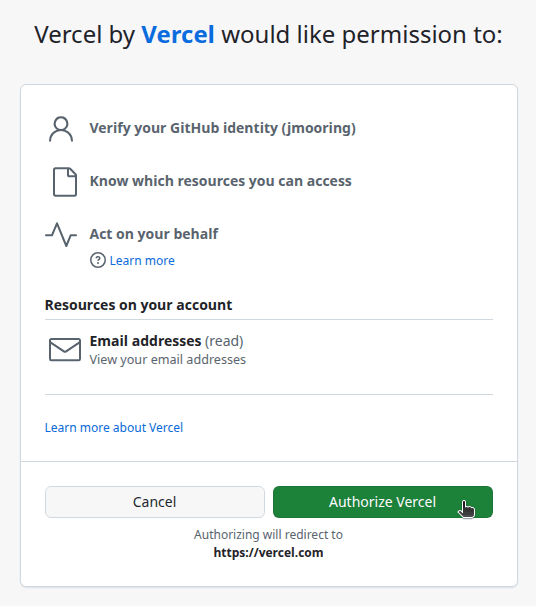 Vercel by Vercel would like permission to:
Verify your GitHub identity (jmooring)
Know which resources you can access
Act on your behalf
Learn more
Resources on your account
Email addresses (read)
View your email addresses
Learn more about Vercel
Cancel
Authorize Vercel
Authorizing will redirect to
https://vercel.com